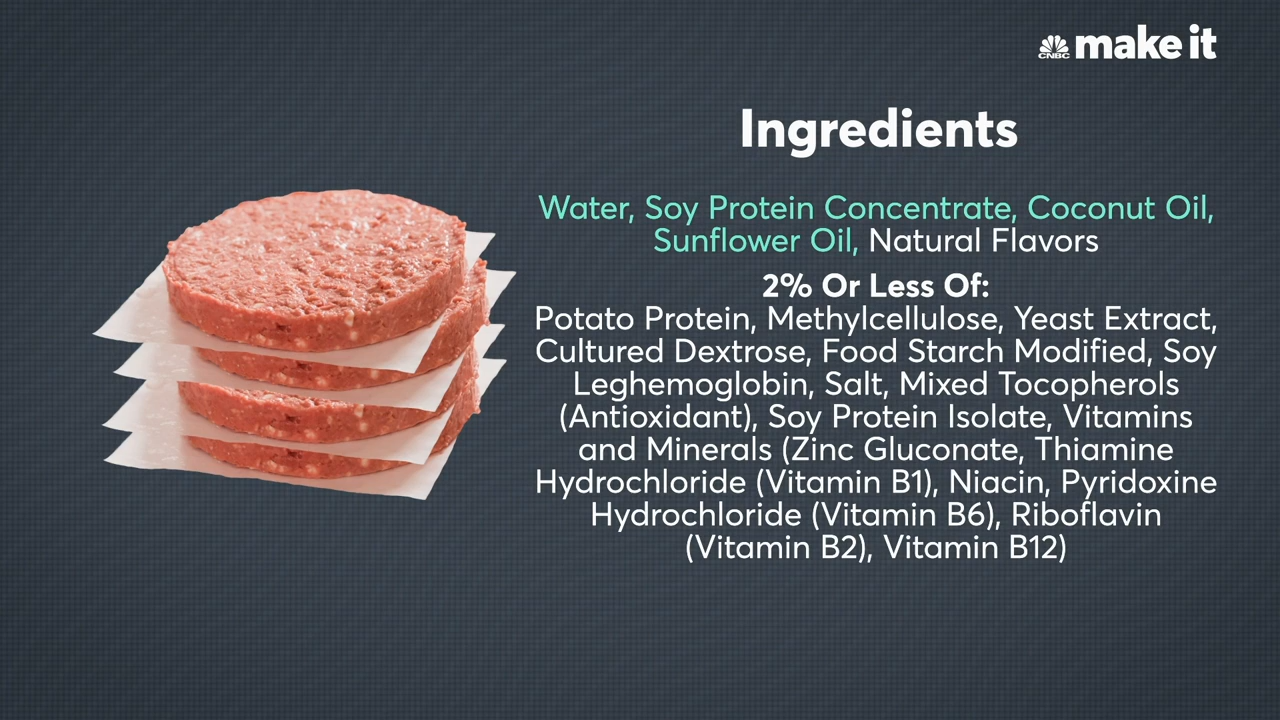 CNBC make it
Ingredients
Water, Soy Protein Concentrate, Coconut Oil,
Sunflower Oil, Natural Flavors
2% Or Less Of:
Potato Protein, Methylcellulose, Yeast Extract,
Cultured Dextrose, Food Starch Modified, Soy
Leghemoglobin, Salt, Mixed Tocopherols
(Antioxidant), Soy Protein Isolate, Vitamins
and Minerals (Zinc Gluconate, Thiamine
Hydrochloride (Vitamin B1), Niacin, Pyridoxine
Hydrochloride (Vitamin B6), Riboflavin
(Vitamin B2), Vitamin B12)